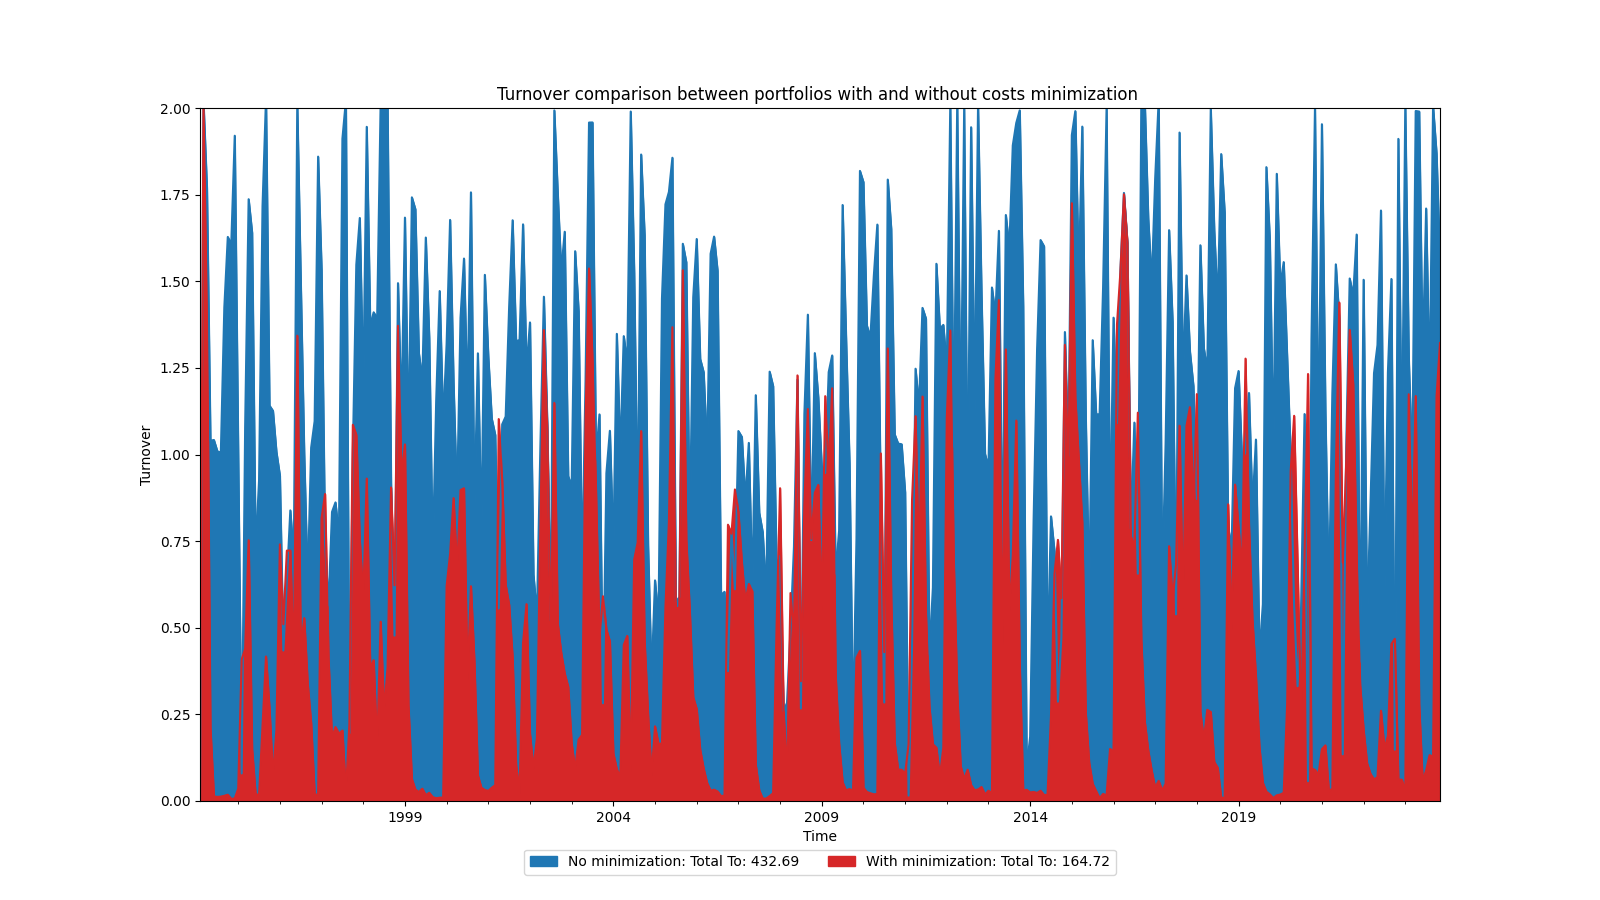 Turnover comparison between portfolios with and without costs minimization
2.00
1.75
1.50
1.25
1.00
0.75
0.50
0.25
0.00
Turnover
1999
2004
2009
2014
2019
Time
No minimization: Total To: 432.69
With minimization: Total To: 164.72